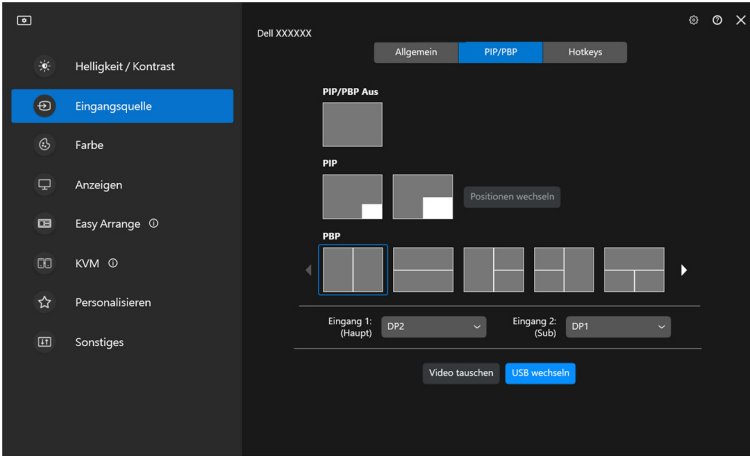 Dell XXXXXX
Allgemein PIP/PBP Hotkeys
Helligkeit / Kontrast
Eingangsquelle
Farbe
Anzeigen
Easy Arrange
KVM
Personalisieren
Sonstiges
PIP/PBP Aus
PIP
Positionen wechseln
PBP
Eingang 1:
(Haupt)
DP2
Eingang 2:
(Sub)
DP1
Video tauschen USB wechseln